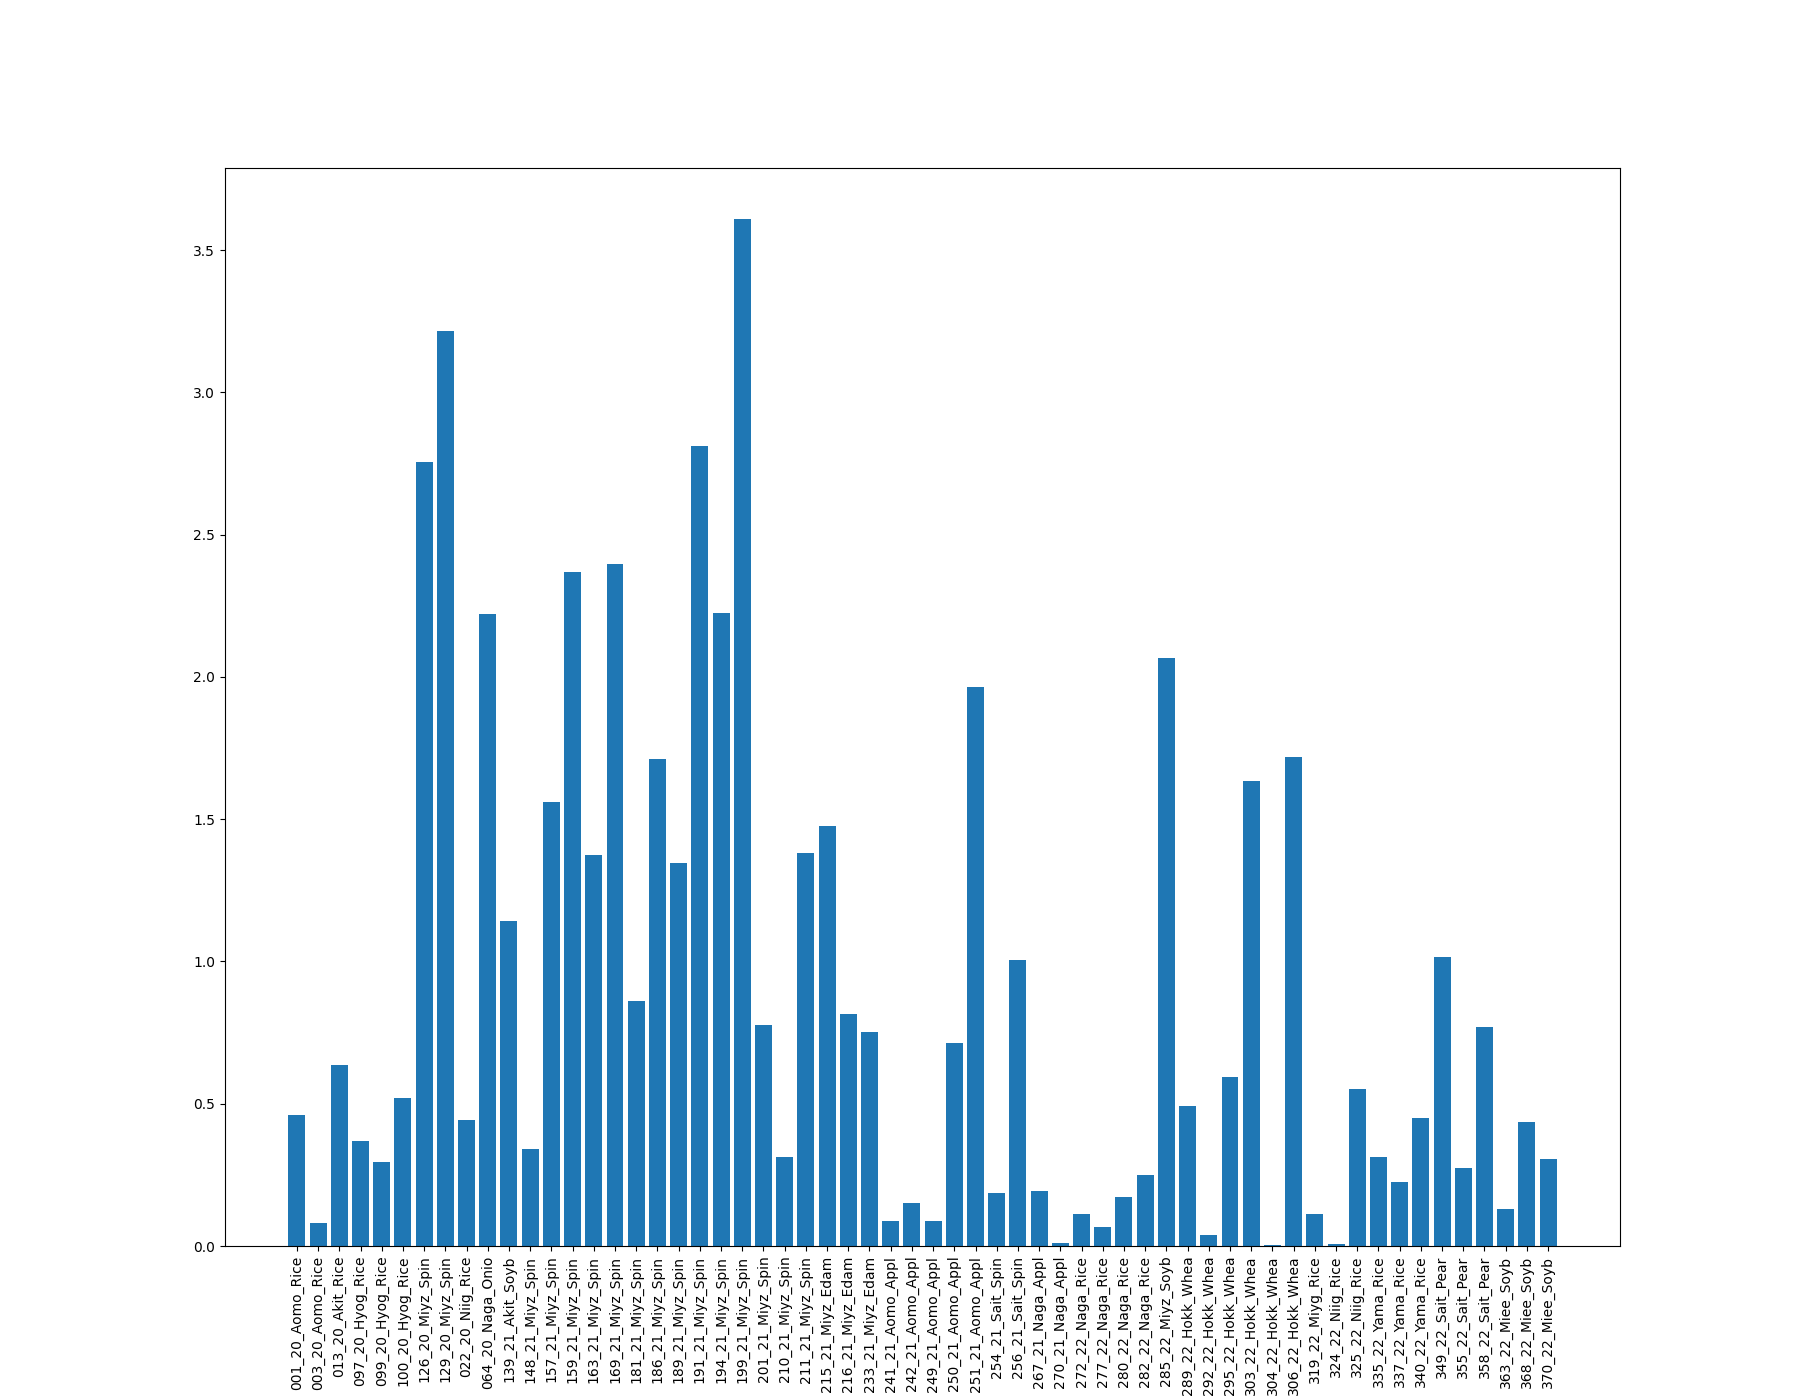 3.5
3.0
2.5
2.0
1.5
1.0
0.5
0.0
001_20_Aomo_Rice
003_20_Aomo_Rice
013_20_Akit_Rice
097_20_Hyog_Rice
099_20_Hyog_Rice
100_20_Hyog_Rice
126_20_Miyz_Spin
129_20_Miyz_Spin
022_20_Niig_Rice
064_20_Naga_Onio
139_21_Akit_Soyb
148_21_Miyz_Spin
157_21_Miyz_Spin
159_21_Miyz_Spin
163_21_Miyz_Spin
169_21_Miyz_Spin
181_21_Miyz_Spin
186_21_Miyz_Spin
189_21_Miyz_Spin
191_21_Miyz_Spin
194_21_Miyz_Spin
199_21_Miyz_Spin
201_21_Miyz_Spin
210_21_Miyz_Spin
211_21_Miyz_Spin
215_21_Miyz_Edam
216_21_Miyz_Edam
233_21_Miyz_Edam
241_21_Aomo_Appl
242_21_Aomo_Appl
249_21_Aomo_Appl
250_21_Aomo_Appl
251_21_Aomo_Appl
254_21_Sait_Spin
256_21_Sait_Spin
267_21_Naga_Appl
270_21_Naga_Appl
272_22_Naga_Rice
277_22_Naga_Rice
280_22_Naga_Rice
282_22_Naga_Rice
285_22_Miyz_Soyb
289_22_Hokk_Whea
292_22_Hokk_Whea
295_22_Hokk_Whea
303_22_Hokk_Whea
304_22_Hokk_Whea
306_22_Hokk_Whea
319_22_Miyg_Rice
324_22_Niig_Rice
325_22_Niig_Rice
335_22_Yama_Rice
337_22_Yama_Rice
340_22_Yama_Rice
349_22_Sait_Pear
355_22_Sait_Pear
358_22_Sait_Pear
363_22_Miee_Soyb
368_22_Miee_Soyb
370_22_Miee_Soyb